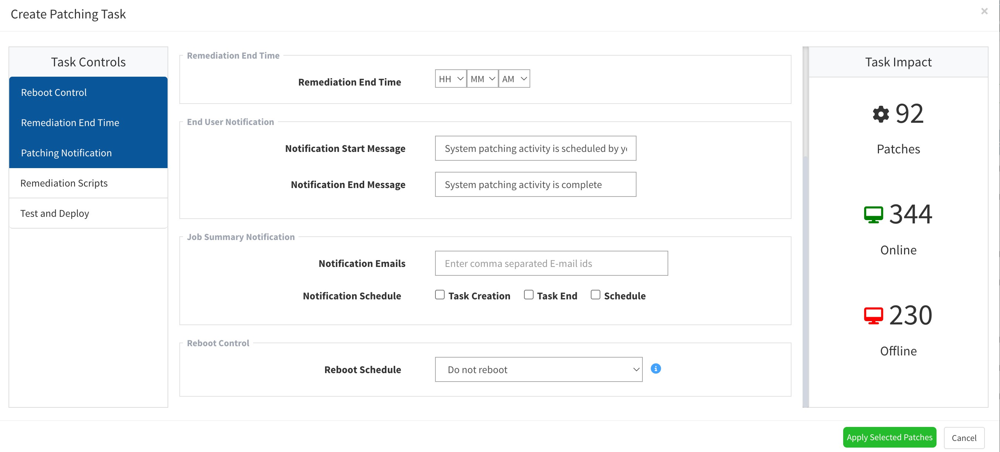 Create Patching Task
×
Task Controls
Reboot Control
Remediation End Time
Patching Notification
Remediation Scripts
Test and Deploy
Remediation End Time
Remediation End Time HH MM AM
End User Notification
Notification Start Message System patching activity is scheduled by
Notification End Message System patching activity is complete
Job Summary Notification
Notification Emails Enter comma separated E-mail ids
Notification Schedule Task Creation Task End Schedule
Reboot Control
Reboot Schedule Do not reboot
Task Impact
92
Patches
344
Online
230
Offline
Apply Selected Patches Cancel